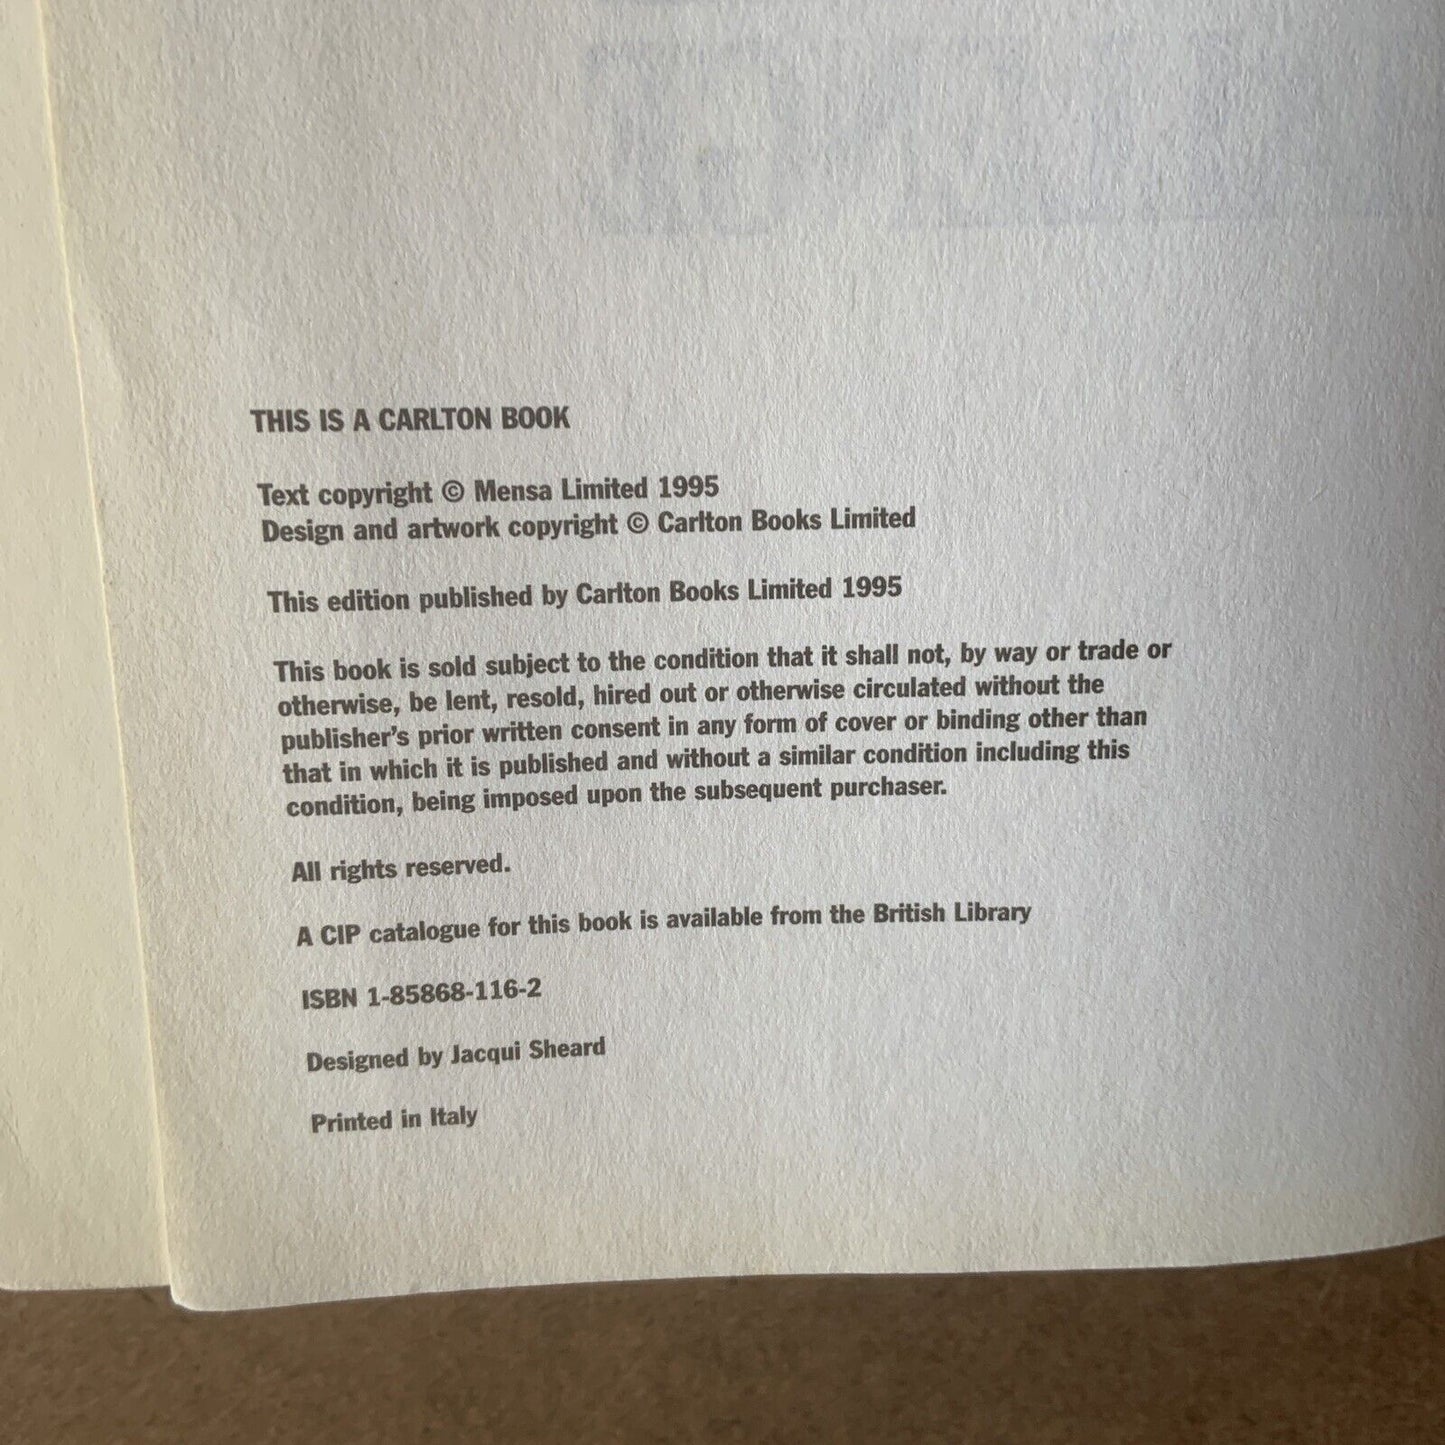 THIS IS A CARLTON BOOK
Text copyright © Mensa Limited 1995
Design and artwork copyright © Carlton Books Limited
This edition published by Carlton Books Limited 1995
This book is sold subject to the condition that it shall not, by way or trade or
otherwise, be lent, resold, hired out or otherwise circulated without the
publisher's prior written consent in any form of cover or binding other than
that in which it is published and without a similar condition including this
condition, being imposed upon the subsequent purchaser.
All rights reserved.
A CIP catalogue for this book is available from the British Library
ISBN 1-85868-116-2
Designed by Jacqui Sheard
Printed in Italy